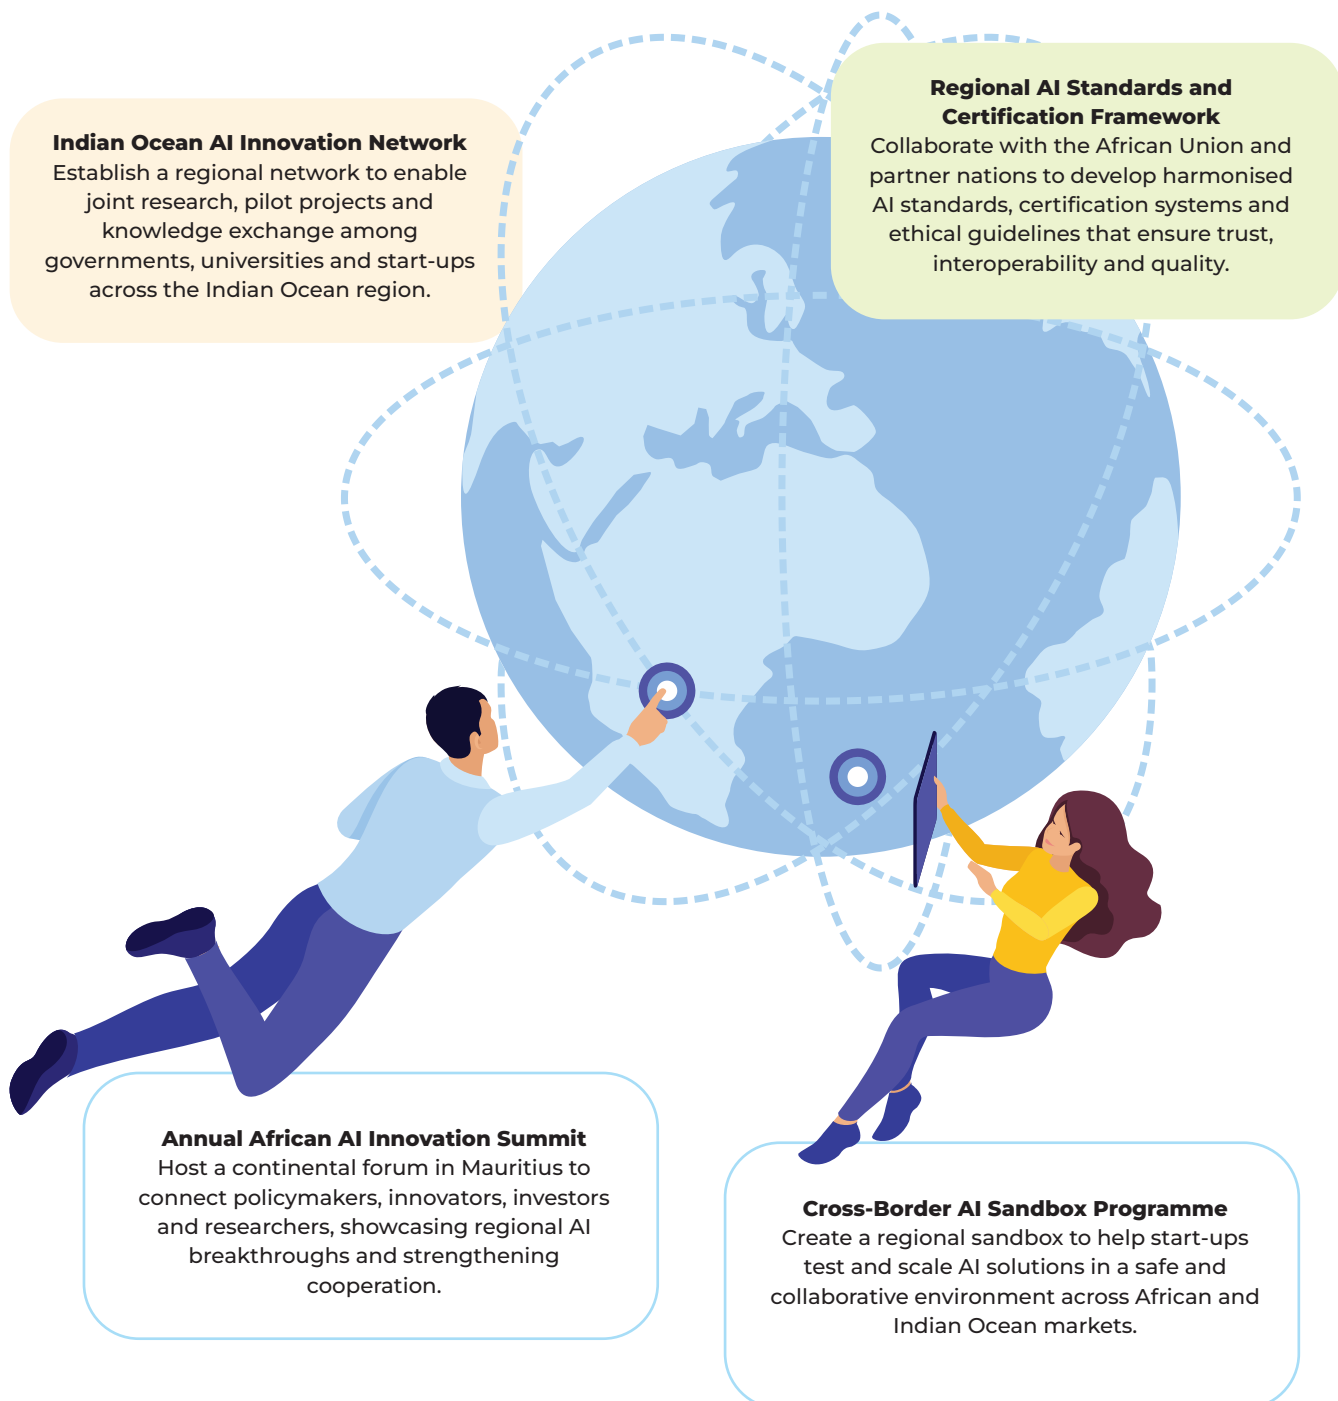 Indian Ocean AI Innovation Network
Establish a regional network to enable
joint research, pilot projects and
knowledge exchange among
governments, universities and start-ups
across the Indian Ocean region.
Regional AI Standards and
Certification Framework
Collaborate with the African Union and
partner nations to develop harmonised
AI standards, certification systems and
ethical guidelines that ensure trust,
interoperability and quality.
Annual African AI Innovation Summit
Host a continental forum in Mauritius to
connect policymakers, innovators, investors
and researchers, showcasing regional AI
breakthroughs and strengthening
cooperation.
Cross-Border AI Sandbox Programme
Create a regional sandbox to help start-ups
test and scale AI solutions in a safe and
collaborative environment across African and
Indian Ocean markets.